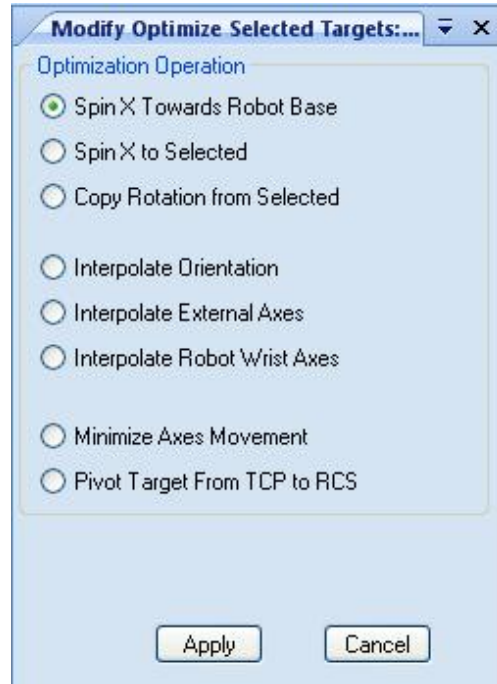 Modify Optimize Selected Targets:...
Optimization Operation
Spin X Towards Robot Base
Spin X to Selected
Copy Rotation from Selected
Interpolate Orientation
Interpolate External Axes
Interpolate Robot Wrist Axes
Minimize Axes Movement
Pivot Target From TCP to RCS
Apply Cancel